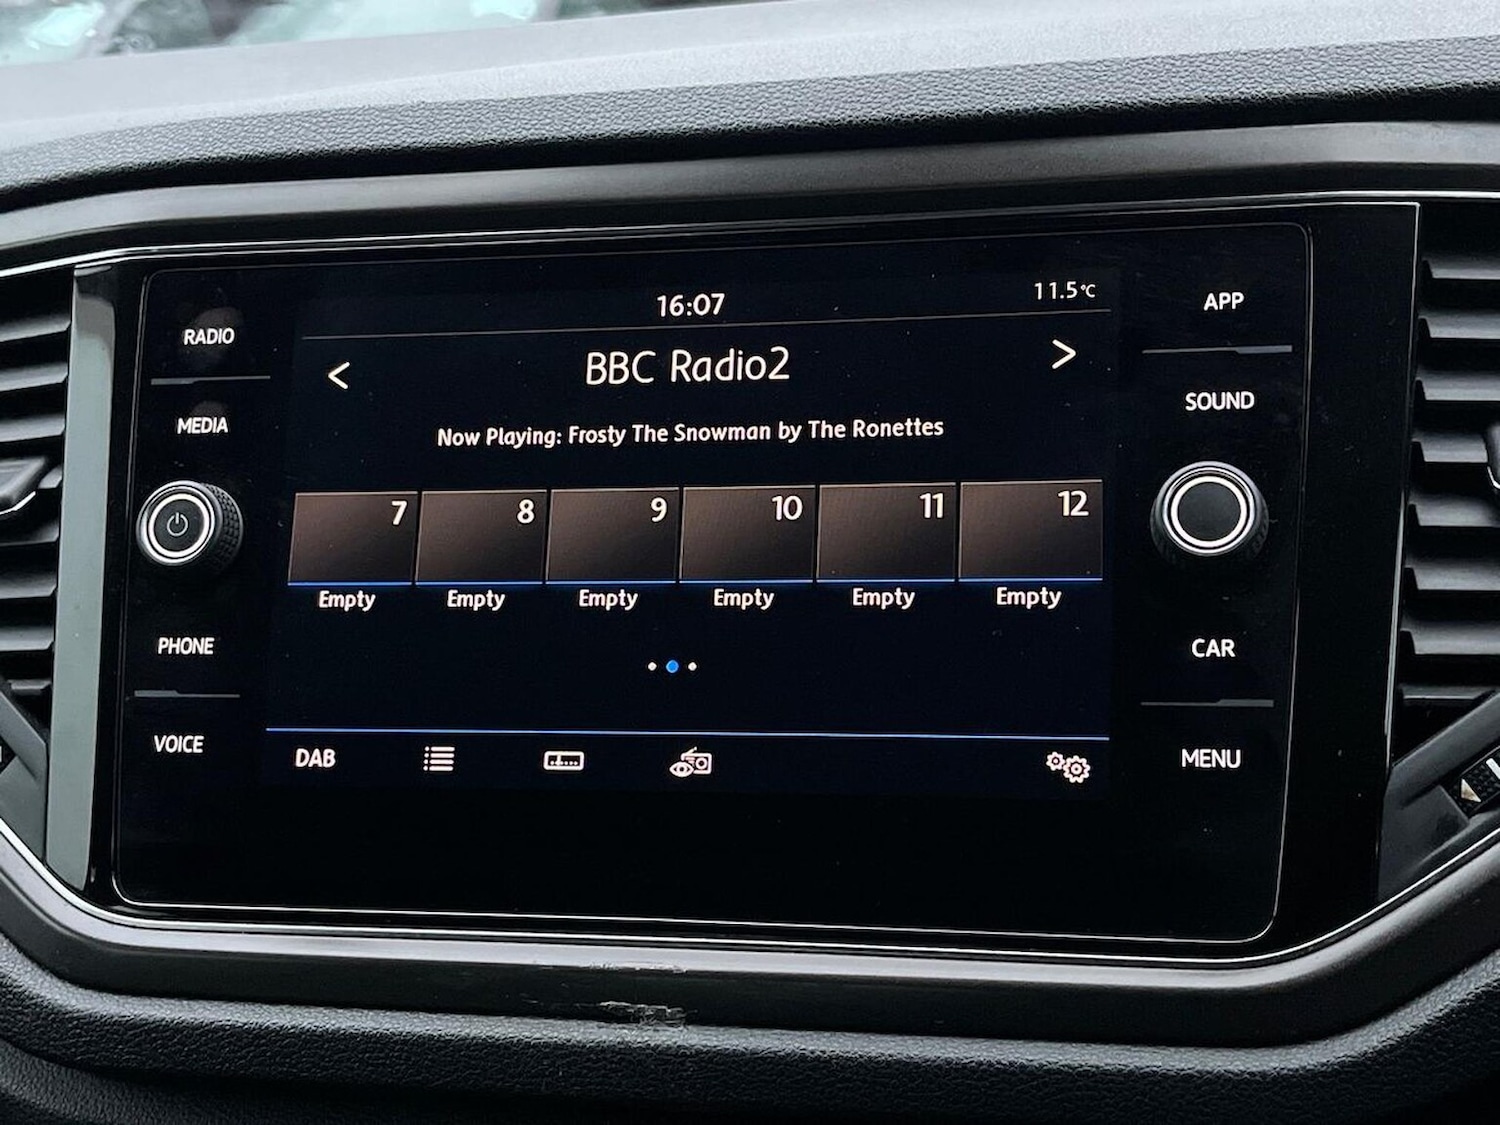 16:07
11.5°C
BBC Radio2
Now Playing: Frosty The Snowman by The Ronettes
7 8 9 10 11 12
Empty Empty Empty Empty Empty Empty
DAB
RADIO
MEDIA
PHONE
VOICE
APP
SOUND
CAR
MENU